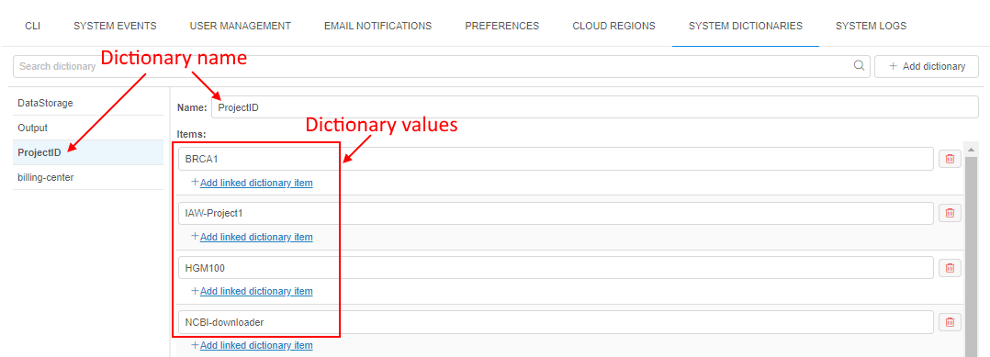 CLI SYSTEM EVENTS USER MANAGEMENT EMAIL NOTIFICATIONS PREFERENCES CLOUD REGIONS SYSTEM DICTIONARIES SYSTEM LOGS
Dictionary name
Search dictionary + Add dictionary
DataStorage
Output
ProjectID
billing-center
Name: ProjectID
Dictionary values
Items:
BRCA1
+ Add linked dictionary item
IAW-Project1
+ Add linked dictionary item
HGM100
+ Add linked dictionary item
NCBI-downloader
+ Add linked dictionary item